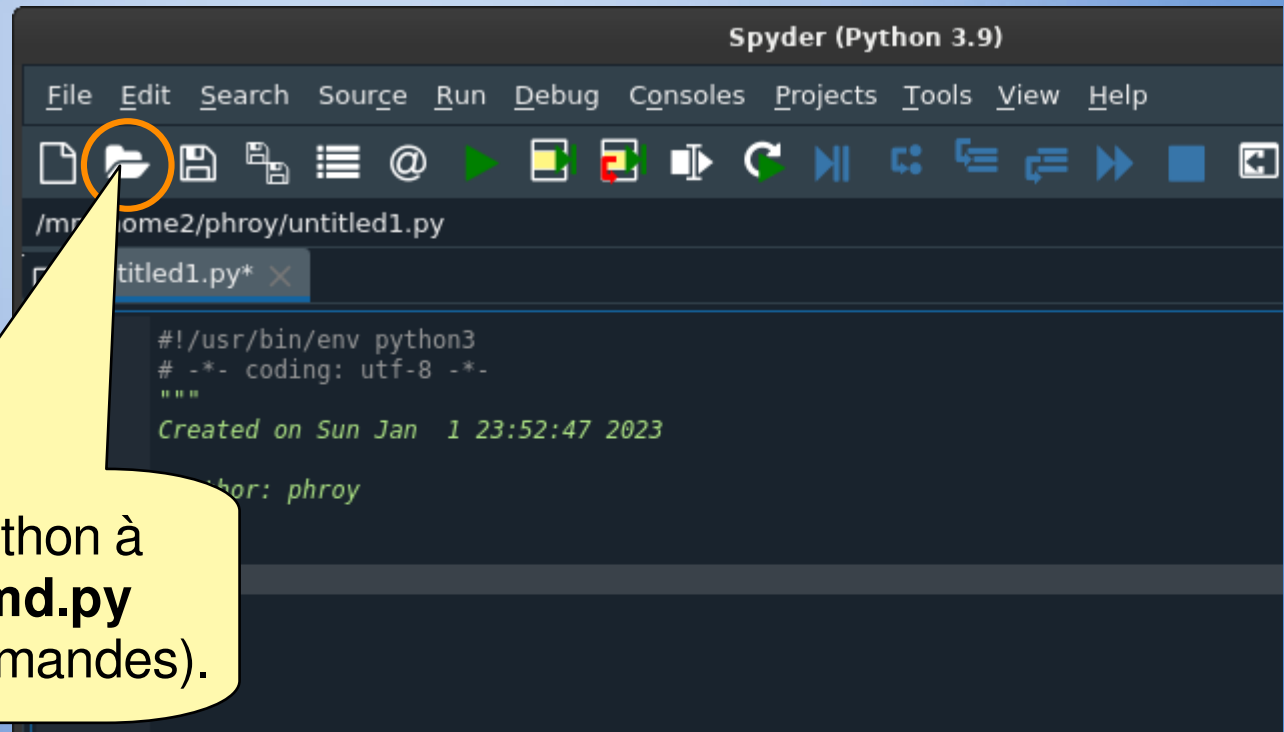 Spyder (Python 3.9)
File Edit Search Source Run Debug Consoles Projects Tools View Help
@
ome2/phroy/untitled1.py
titled1.py* ×
#!/usr/bin/env python3
# -*- coding: utf-8 -*-
"""
Created on Sun Jan 1 23:52:47 2023
hor: phroy
thon à
md.py
mandes).